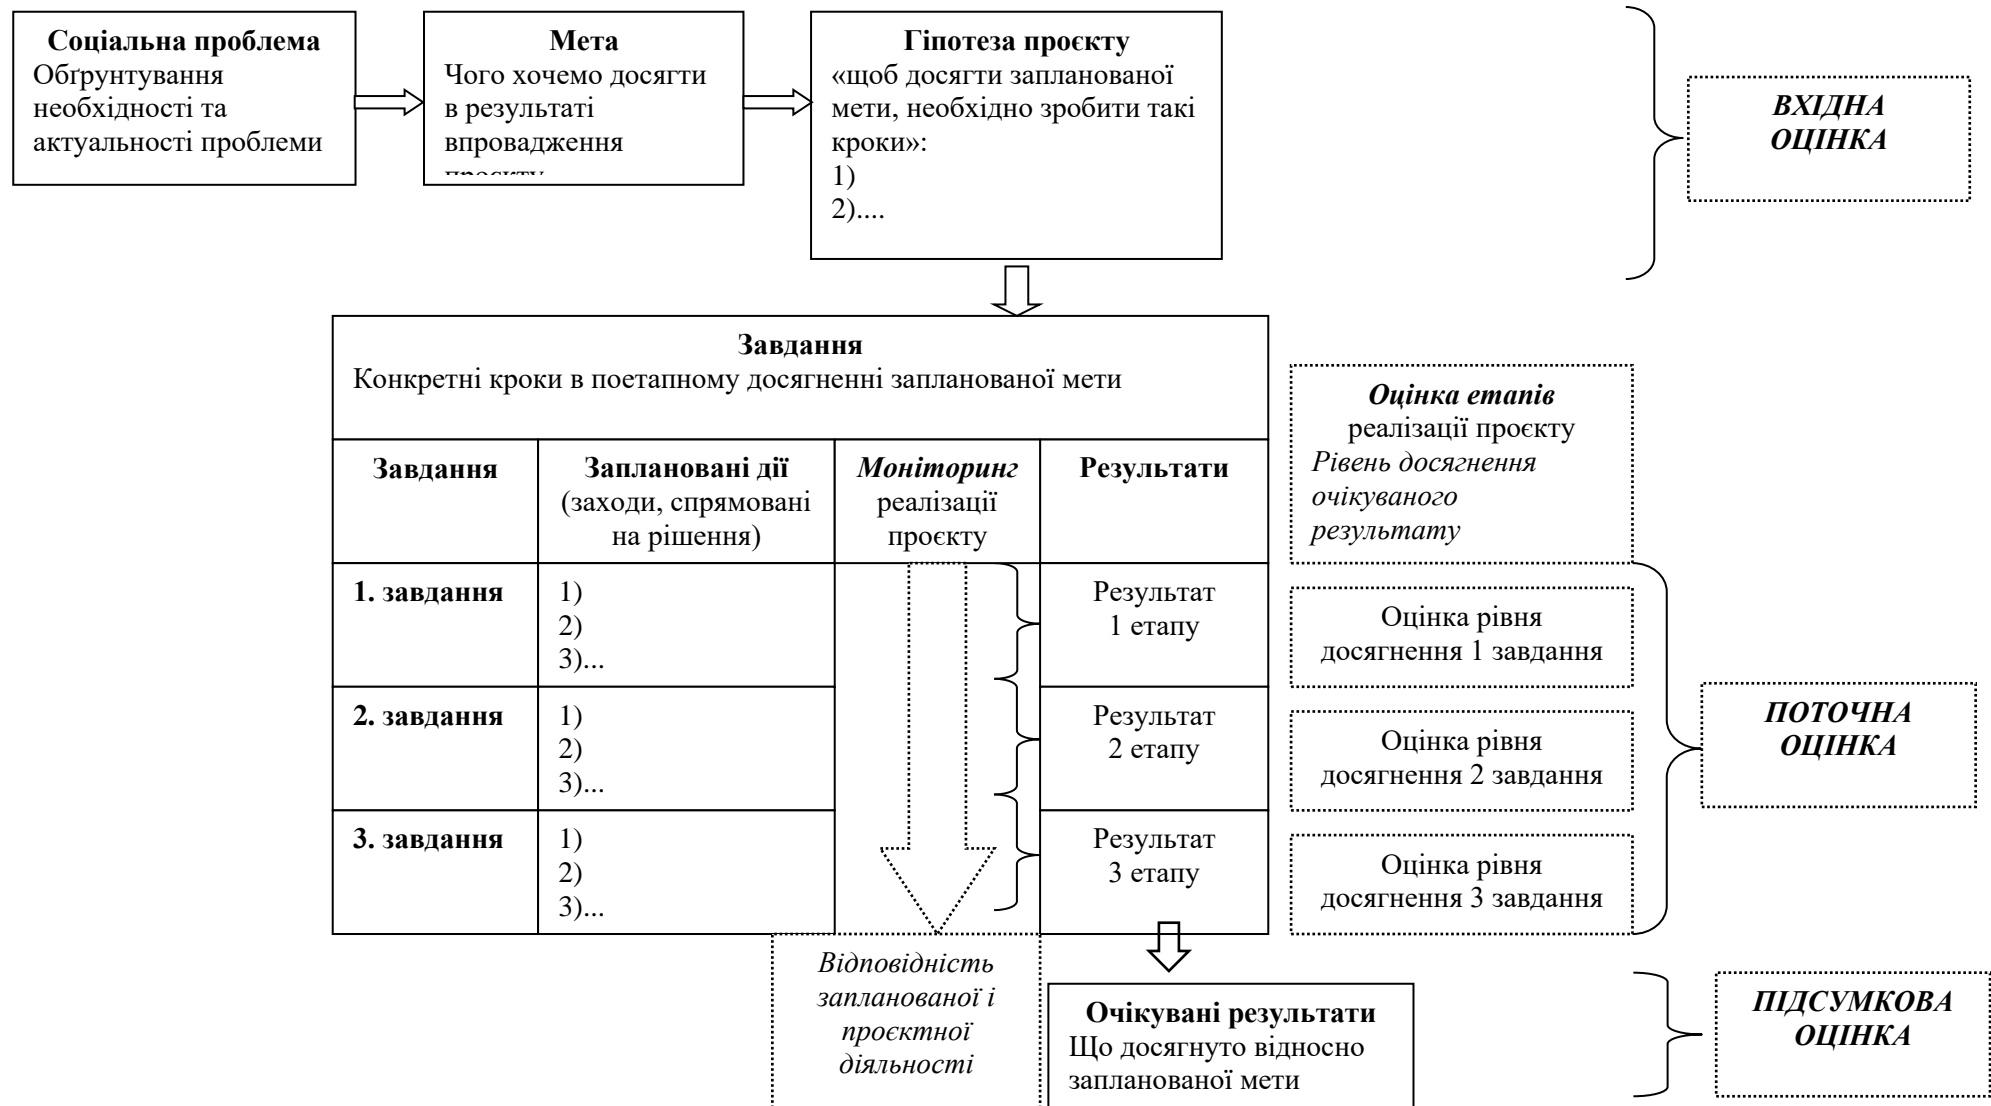 Соціальна проблема
Обґрунтування
необхідності та
актуальності проблеми
Мета
Чого хочемо досягти
в результаті
впровадження
Гіпотеза проєкту
«щоб досягти запланованої
мети, необхідно зробити такі
кроки»:
1)
2)....
ВХІДНА
ОЦІНКА
Завдання
Конкретні кроки в поетапному досягненні запланованої мети
Завдання
Заплановані дії
(заходи, спрямовані
на рішення)
Моніторинг
реалізації
проєкту
Результати
Оцінка етапів
реалізації проєкту
Рівень досягнення
очікуваного
результату
1. завдання
1)
2)
3)...
Результат
1 етапу
Оцінка рівня
досягнення 1 завдання
2. завдання
1)
2)
3)...
Результат
2 етапу
Оцінка рівня
досягнення 2 завдання
ПОТОЧНА
ОЦІНКА
3. завдання
1)
2)
3)...
Результат
3 етапу
Оцінка рівня
досягнення 3 завдання
Відповідність
запланованої і
проєктної
діяльності
Очікувані результати
Що досягнуто відносно
запланованої мети
ПІДСУМКОВА
ОЦІНКА